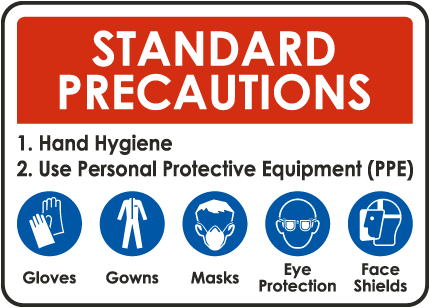 STANDARD
PRECAUTIONS
1. Hand Hygiene
2. Use Personal Protective Equipment (PPE)
Gloves
Gowns
Masks
Eye
Protection
Face
Shields